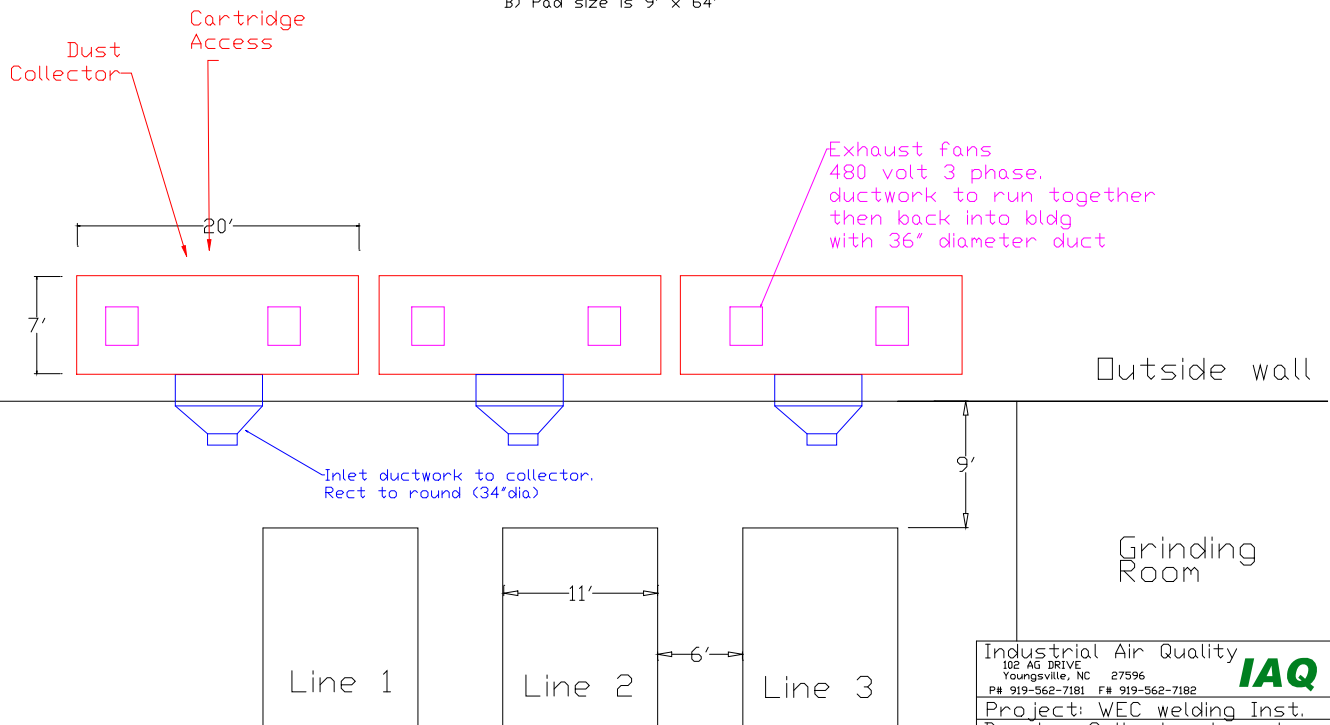 B) Pad size is 9' x 64'
Cartridge
Access
Dust
Collector
Exhaust fans
480 volt 3 phase.
ductwork to run together
then back into bldg
with 36" diameter duct
20'
7'
Outside wall
9'
Inlet ductwork to collector.
Rect to round (34"dia)
Grinding
Room
11'
6'
Line 1
Line 2
Line 3
Industrial Air Quality
102 AG DRIVE
Youngsville, NC 27596
P# 919-562-7181 F# 919-562-7182
IAQ
Project: WEC welding Inst.